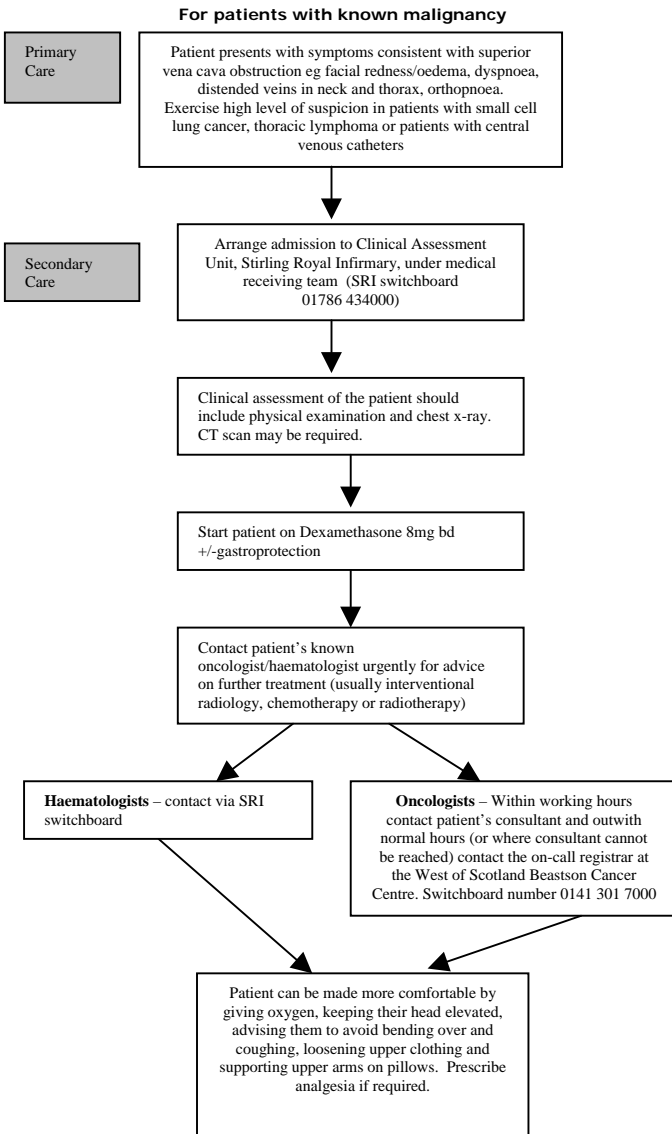 For patients with known malignancy
Primary
Care
Patient presents with symptoms consistent with superior
vena cava obstruction eg facial redness/oedema, dyspnoea,
distended veins in neck and thorax, orthopnoea.
Exercise high level of suspicion in patients with small cell
lung cancer, thoracic lymphoma or patients with central
venous catheters
Secondary
Care
Arrange admission to Clinical Assessment
Unit, Stirling Royal Infirmary, under medical
receiving team  (SRI switchboard
01786 434000)
Clinical assessment of the patient should
include physical examination and chest x-ray.
CT scan may be required.
Start patient on Dexamethasone 8mg bd
+/-gastroprotection
Contact patient’s known
oncologist/haematologist urgently for advice
on further treatment (usually interventional
radiology, chemotherapy or radiotherapy)
Haematologists – contact via SRI
switchboard
Oncologists – Within working hours
contact patient’s consultant and outwith
normal hours (or where consultant cannot
be reached) contact the on-call registrar at
the West of Scotland Beastson Cancer
Centre. Switchboard number 0141 301 7000
Patient can be made more comfortable by
giving oxygen, keeping their head elevated,
advising them to avoid bending over and
coughing, loosening upper clothing and
supporting upper arms on pillows.  Prescribe
analgesia if required.